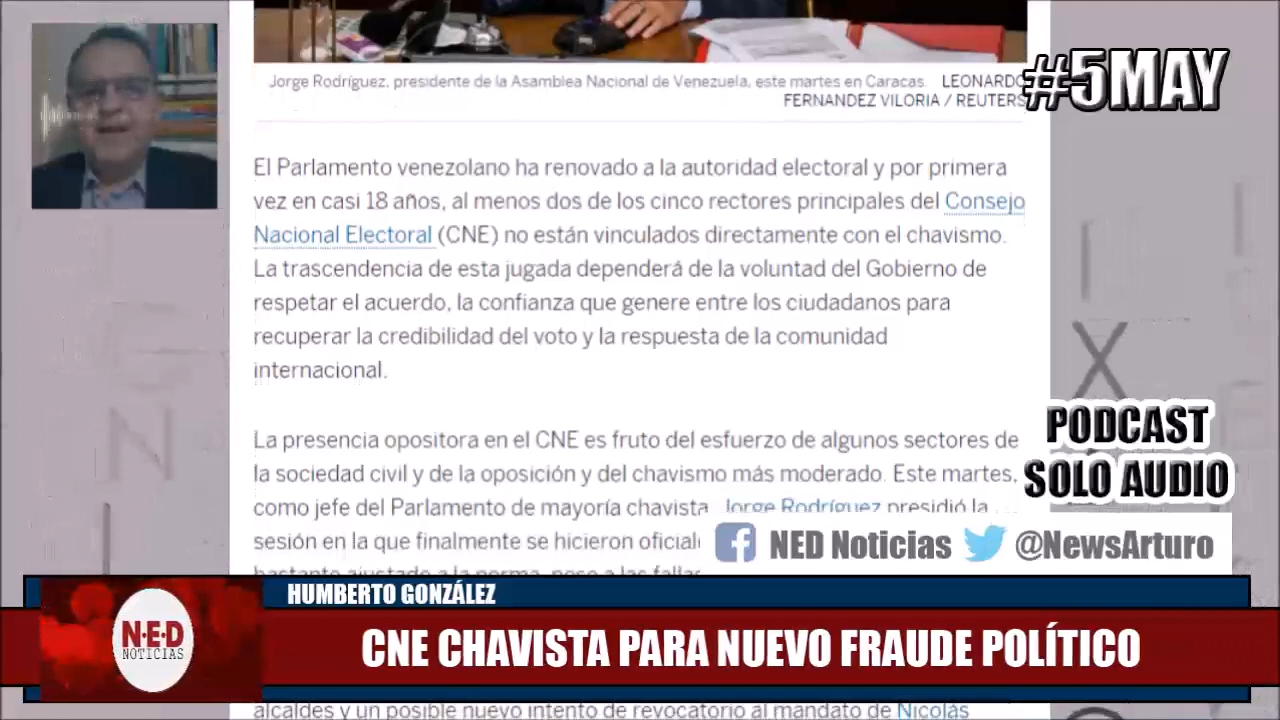 Jorge Rodríguez, presidente de la Asamblea Nacional de Venezuela, este martes en Caracas. LEONARDO
FERNANDEZ VILORIA / REUTERS
#5MAY
El Parlamento venezolano ha renovado a la autoridad electoral y por primera
vez en casi 18 años, al menos dos de los cinco rectores principales del Consejo
Nacional Electoral (CNE) no están vinculados directamente con el chavismo.
La trascendencia de esta jugada dependerá de la voluntad del Gobierno de
respetar el acuerdo, la confianza que genere entre los ciudadanos para
recuperar la credibilidad del voto y la respuesta de la comunidad
internacional.
La presencia opositora en el CNE es fruto del esfuerzo de algunos sectores de
la sociedad civil y de la oposición y del chavismo más moderado. Este martes,
como jefe del Parlamento de mayoría chavista, Jorge Rodríguez presidió la
sesión en la que finalmente se hicieron
bastante ajustado a la norma, pese a las
PODCAST
SOLO AUDIO
NED Noticias @NewsArturo
HUMBERTO GONZÁLEZ
N·E·D
NOTICIAS
CNE CHAVISTA PARA NUEVO FRAUDE POLÍTICO
alcaldes y un posible nuevo intento de revocatorio al mandato de Nicolás